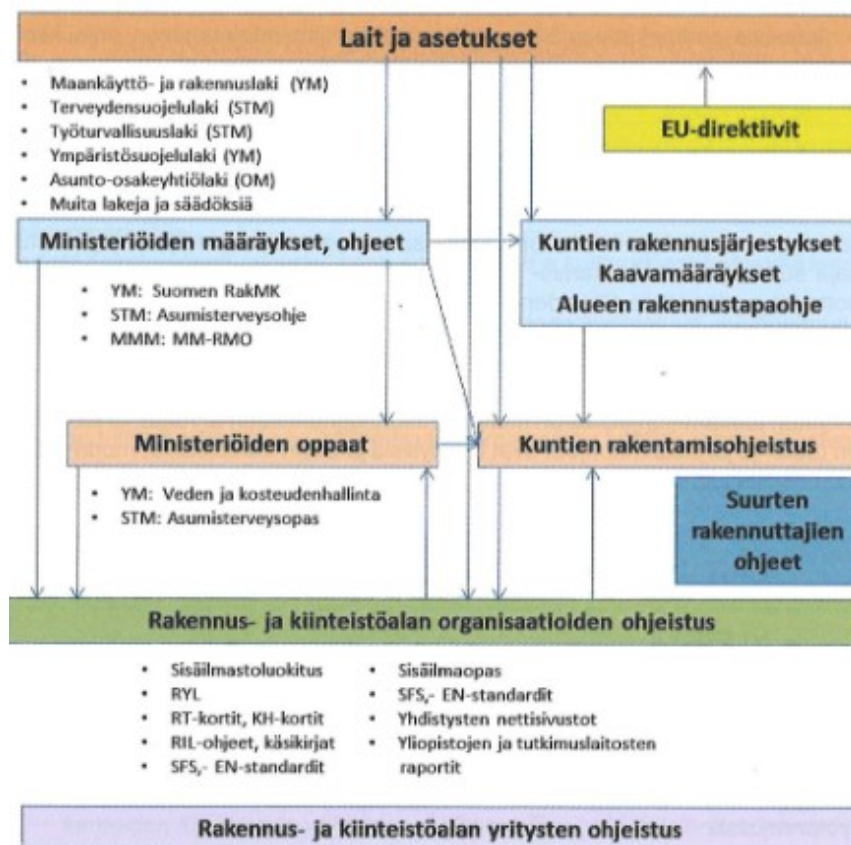 Lait ja asetukset
• Maankäyttö- ja rakennuslaki (YM)
• Terveydensuojelulaki (STM)
• Työturvallisuuslaki (STM)
• Ympäristösuojelulaki (YM)
• Asunto-osakeyhtiölaki (OM)
• Muita lakeja ja säädöksiä
EU-direktiivit
Ministeriöiden määräykset, ohjeet
• YM: Suomen RakMK
• STM: Asumisterveysohje
• MMM: MM-RMO
Kuntien rakennusjärjestykset
Kaavamääräykset
Alueen rakennustapaohje
Ministeriöiden oppaat
• YM: Veden ja kosteudenhallinta
• STM: Asumisterveysopas
Kuntien rakentamisohjeistus
Suurten
rakennuttajien
ohjeet
Rakennus- ja kiinteistöalan organisaatioiden ohjeistus
• Sisäilmastoluokitus
• RYL
• RT-kortit, KH-kortit
• RIL-ohjeet, käsikirjat
• SFS,- EN-standardit
• Sisäilmaopas
• SFS,- EN-standardit
• Yhdistysten nettisivustot
• Yliopistojen ja tutkimuslaitosten
raportit
Rakennus- ja kiinteistöalan yritysten ohjeistus